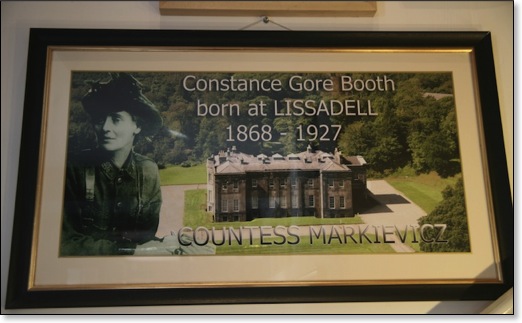 Constance Gore Booth
born at LISSADELL
1868 - 1927
COUNTESS MARKIEVICZ